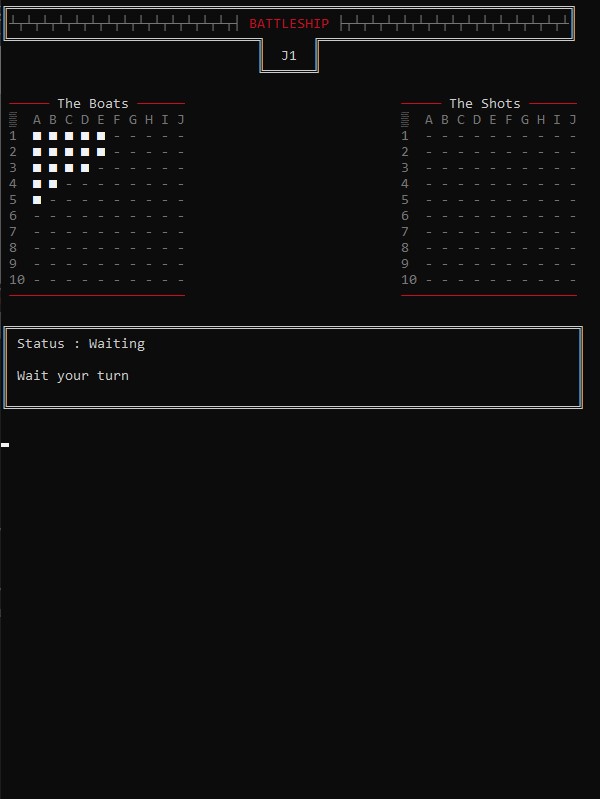 BATTLESHIP
J1
The Boats The Shots
A B C D E F G H I J A B C D E F G H I J
1 ■ ■ ■ ■ ■ - - - - - 1 - - - - - - - - - -
2 ■ ■ ■ ■ ■ - - - - - 2 - - - - - - - - - -
3 ■ ■ ■ ■ - - - - - - 3 - - - - - - - - - -
4 ■ ■ - - - - - - - - 4 - - - - - - - - - -
5 ■ - - - - - - - - - 5 - - - - - - - - - -
6 - - - - - - - - - - 6 - - - - - - - - - -
7 - - - - - - - - - - 7 - - - - - - - - - -
8 - - - - - - - - - - 8 - - - - - - - - - -
9 - - - - - - - - - - 9 - - - - - - - - - -
10 - - - - - - - - - - 10 - - - - - - - - - -
Status : Waiting
Wait your turn